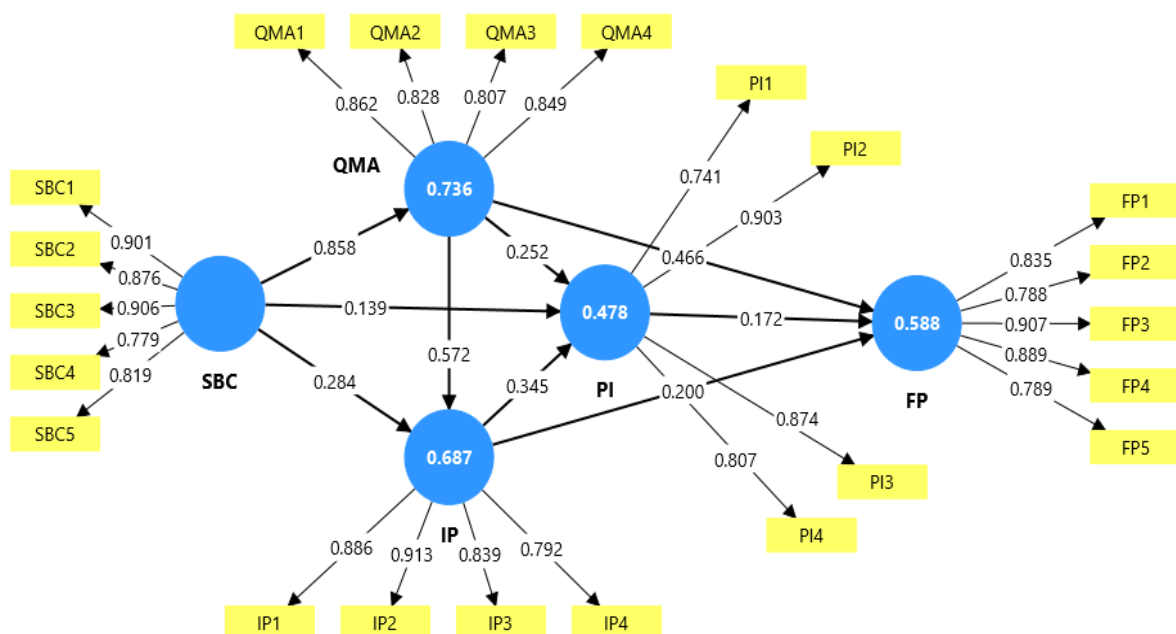 QMA1 QMA2 QMA3 QMA4
0.862 0.828 0.807 0.849
PI1
PI2
QMA
0.736
0.741
0.903
SBC1
SBC2
SBC3
SBC4
SBC5
0.901
0.876
0.906
0.779
0.819
SBC
0.858
0.139
0.284
0.252
0.466
0.572
0.345
0.478
PI
0.172
0.200
0.588
FP
0.835
0.788
0.907
0.889
0.789
FP1
FP2
FP3
FP4
FP5
0.874
0.807
PI3
PI4
0.687
IP
0.886 0.913 0.839 0.792
IP1 IP2 IP3 IP4